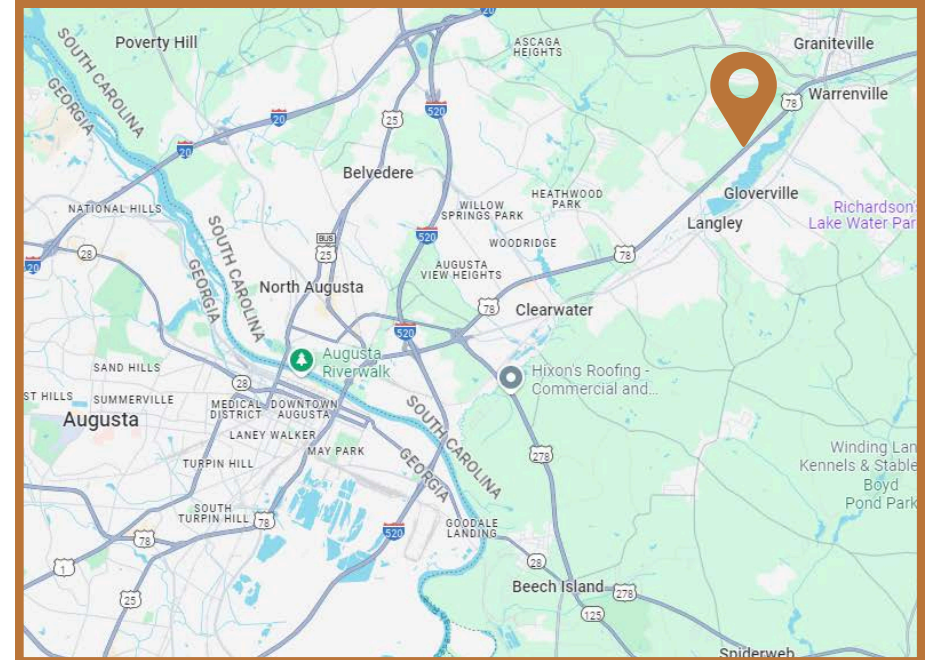 20
SOUTH CAROLINA
GEORGIA
Poverty Hill
ASCAGA
HEIGHTS
Graniteville
78
Warrenville
520
20
25
20
Belvedere
NATIONAL HILLS
HEATHWOOD
PARK
WILLOW
SPRINGS PARK
Gloverville
Langley
Richardson's
Lake Water Par
SOUTH CAROLINA
GEORGIA
520
WOODRIDGE
BUS
25
28
20
78
AUGUSTA
VIEW HEIGHTS
North Augusta
78
Clearwater
520
Augusta
Riverwalk
SAND HILLS
28
Hixon's Roofing -
Commercial and...
ST HILLS
SUMMERVILLE
MEDICAL
DISTRICT
DOWNTOWN
AUGUSTA
Augusta
SOUTH CAROLINA
GEORGIA
LANEY WALKER
MAY PARK
TURPIN HILL
278
Winding Lan
Kennels & Stable
Boyd
Pond Park
SOUTH
TURPIN HILL
78
520
GOODALE
LANDING
78
1
28
Beech Island
278
25
125
Spiderweb